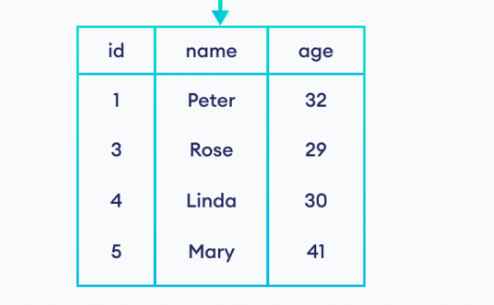 id name age
1 Peter 32
3 Rose 29
4 Linda 30
5 Mary 41